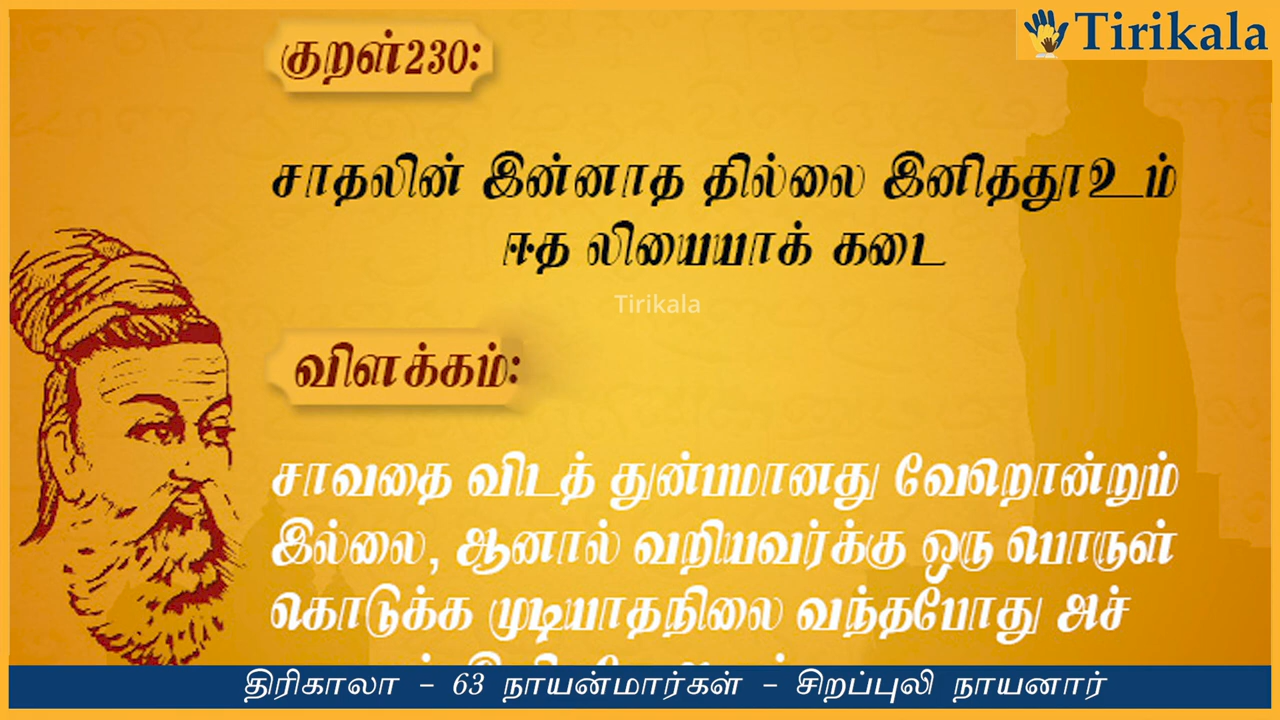 Tirikala
குறள்230:
சாதலின் இன்னாத தில்லை இனிததூஉம்
ஈத லியையாக் கடை
Tirikala
விளக்கம்:
சாவதை விடத் துன்பமானது வேறொன்றும்
இல்லை, ஆனால் வறியவர்க்கு ஒரு பொருள்
கொடுக்க முடியாதநிலை வந்தபோது அச்
திரிகாலா - 63 நாயன்மார்கள் - சிறப்புலி நாயனார்